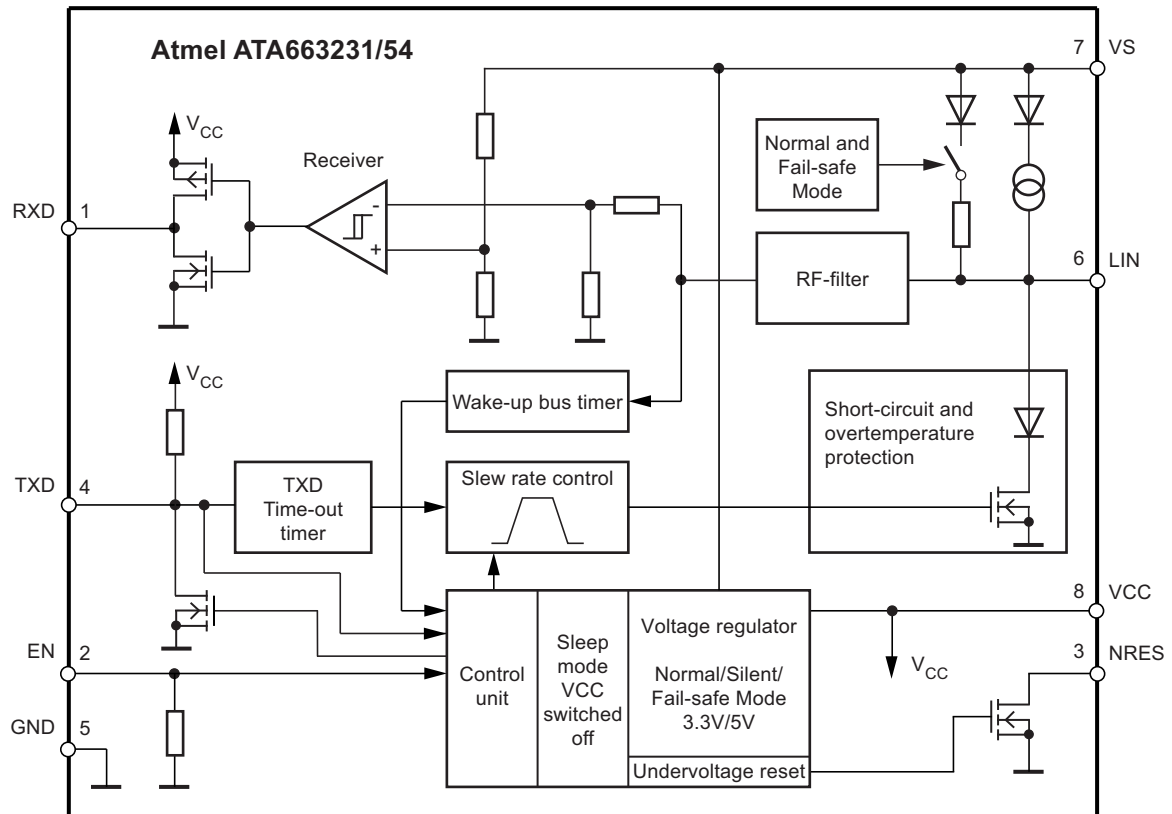 Atmel ATA663231/54
7 VS
VCC
Receiver
-
+
RXD 1
Normal and
Fail-safe
Mode
RF-filter
6 LIN
VCC
Wake-up bus timer
Short-circuit and
overtemperature
protection
TXD 4
TXD
Time-out
timer
Slew rate control
Control
unit
Sleep
mode
VCC
switched
off
Voltage regulator
Normal/Silent/
Fail-safe Mode
3.3V/5V
Undervoltage reset
8 VCC
VCC
3 NRES
EN 2
GND 5